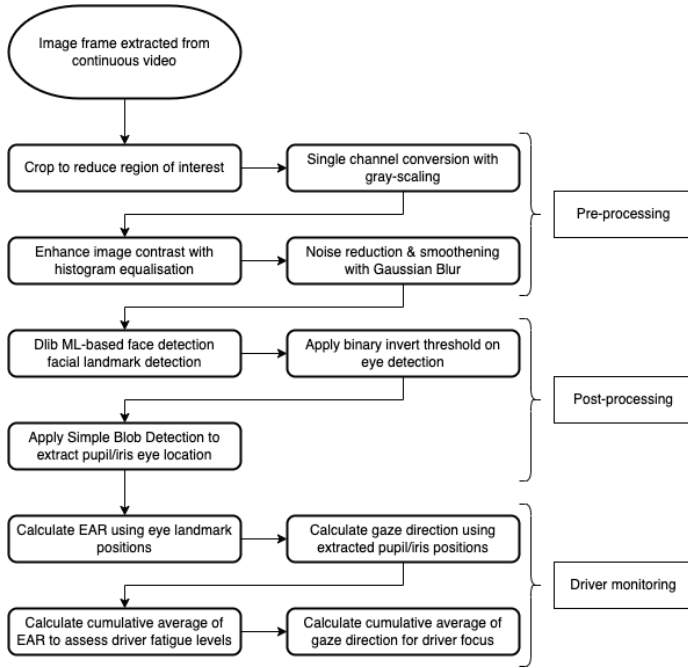 Image frame extracted from
continuous video
Crop to reduce region of interest
Single channel conversion with
gray-scaling
Pre-processing
Enhance image contrast with
histogram equalisation
Noise reduction & smoothening
with Gaussian Blur
Dlib ML-based face detection
facial landmark detection
Apply binary invert threshold on
eye detection
Post-processing
Apply Simple Blob Detection to
extract pupil/iris eye location
Calculate EAR using eye landmark
positions
Calculate gaze direction using
extracted pupil/iris positions
Driver monitoring
Calculate cumulative average of
EAR to assess driver fatigue levels
Calculate cumulative average of
gaze direction for driver focus